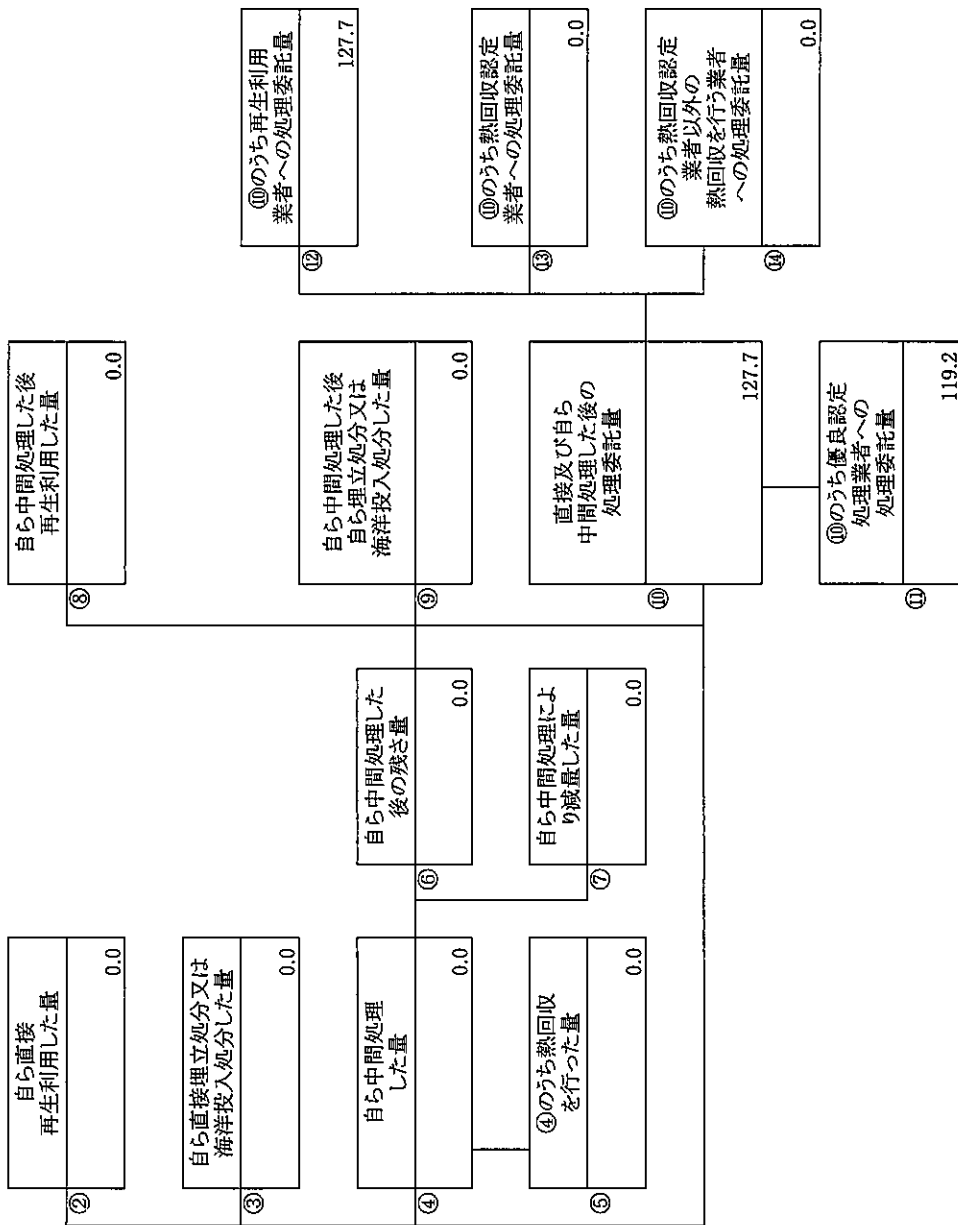 ②
自ら直接
再生利用した量
0.0
③
自ら直接埋立処分又は
海洋投入処分した量
0.0
④
自ら中間処理
した量
0.0
⑤
④のうち熱回収
を行った量
0.0
⑥
自ら中間処理した
後の残さ量
0.0
⑦
自ら中間処理によ
り減量した量
0.0
⑧
自ら中間処理した後
再生利用した量
0.0
⑨
自ら中間処理した後
自ら埋立処分又は
海洋投入処分した量
0.0
⑩
直接及び自ら
中間処理した後の
処理委託量
127.7
⑪
⑩のうち優良認定
処理業者への
処理委託量
119.2
⑫
⑩のうち再生利用
業者への処理委託量
127.7
⑬
⑩のうち熱回収認定
業者への処理委託量
0.0
⑭
⑩のうち熱回収認定
業者以外の
熱回収を行う業者
への処理委託量
0.0